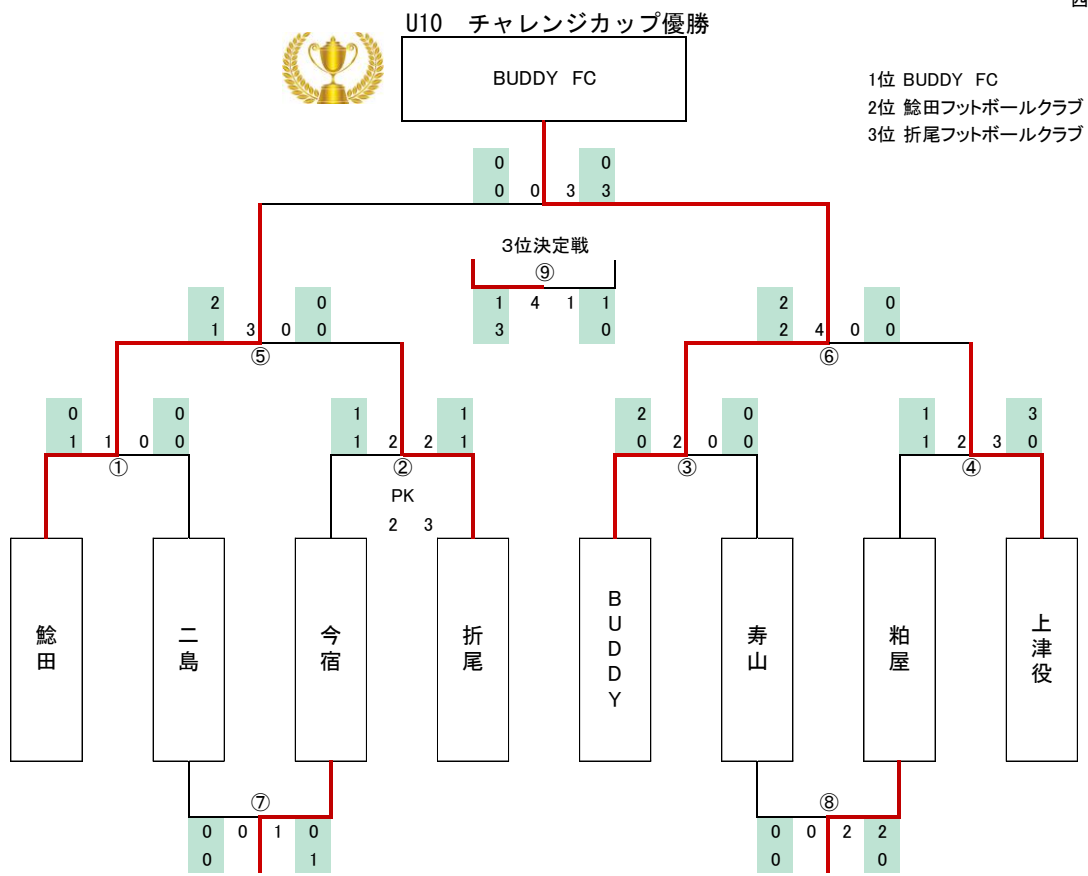 西
U10 チャレンジカップ優勝
BUDDY FC
1位 BUDDY FC
2位 鯰田フットボールクラブ
3位 折尾フットボールクラブ
0 0
0 0 3 3
3位決定戦
⑨
1 4 1 1
3 0
2 0
1 3 0 0
⑤
2 0
2 4 0 0
⑥
0 0
1 1 0 0
①
1 1
1 2 2 1
②
PK
2 3
2 0
0 2 0 0
③
1 3
1 2 3 0
④
鯰田
二島
今宿
折尾
BUDDY
寿山
粕屋
上津役
⑦
0 0 1 0
0 1
⑧
0 0 2 2
0 0